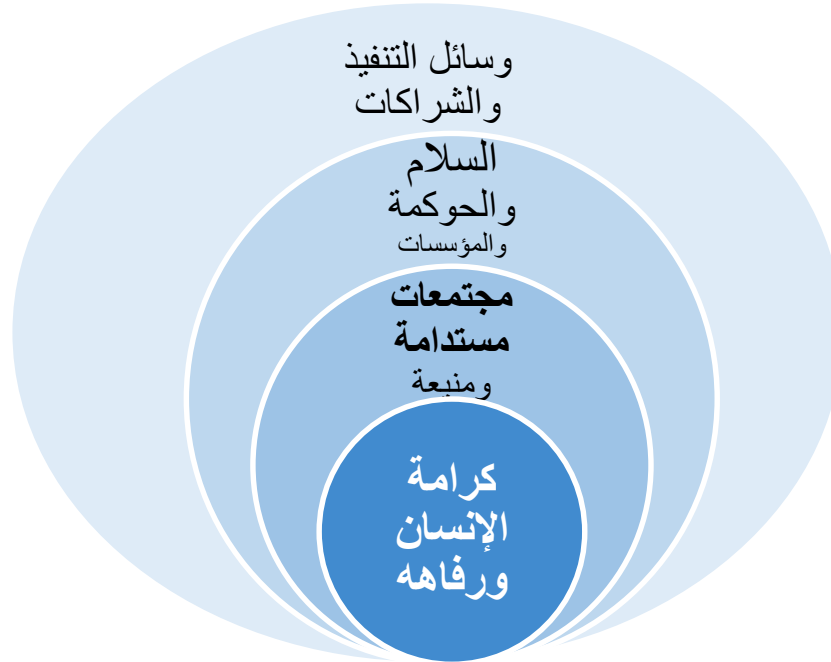 وسائل التنفيذ
والشراكات
السلام
والحوكمة
والمؤسسات
مجتمعات
مستدامة
ومنيعة
كرامة
الإنسان
ورفاهه